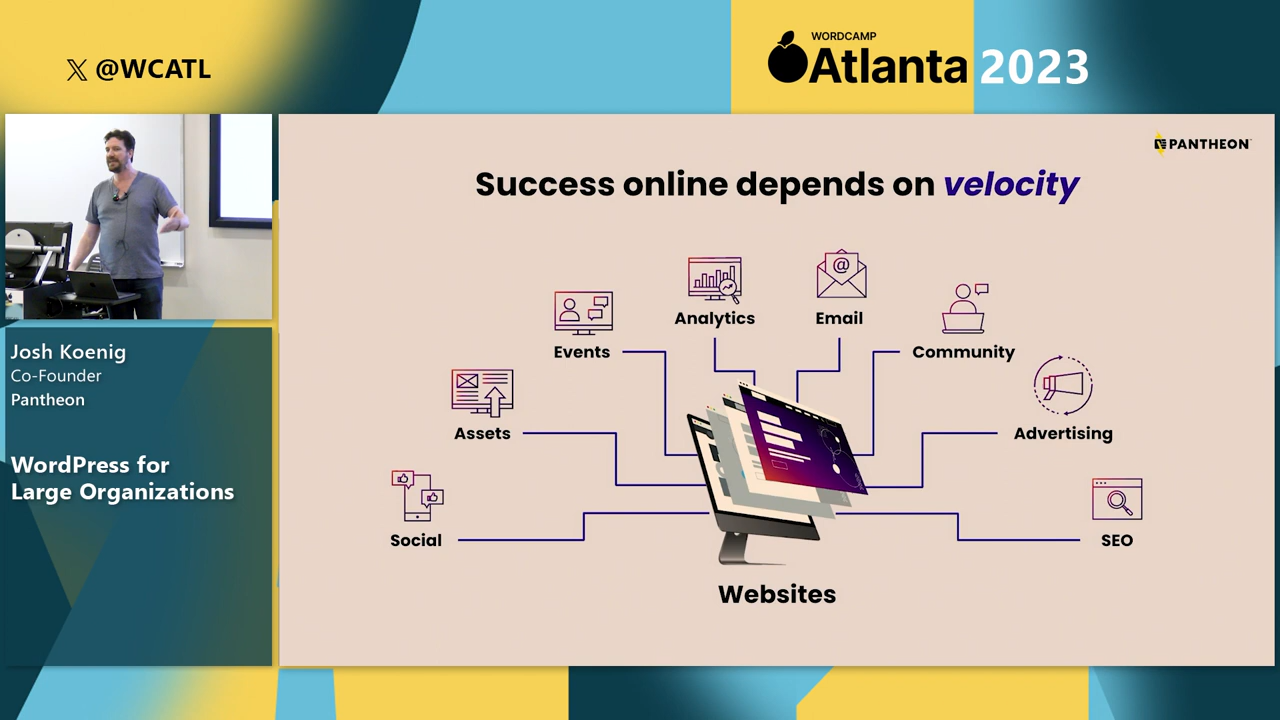 𝕏 @WCATL
WORDCAMP
Atlanta 2023
PANTHEON
Success online depends on velocity
Analytics
Email
Events
Community
Assets
Advertising
Social
SEO
Websites
@
Josh Koenig
Co-Founder
Pantheon
WordPress for
Large Organizations